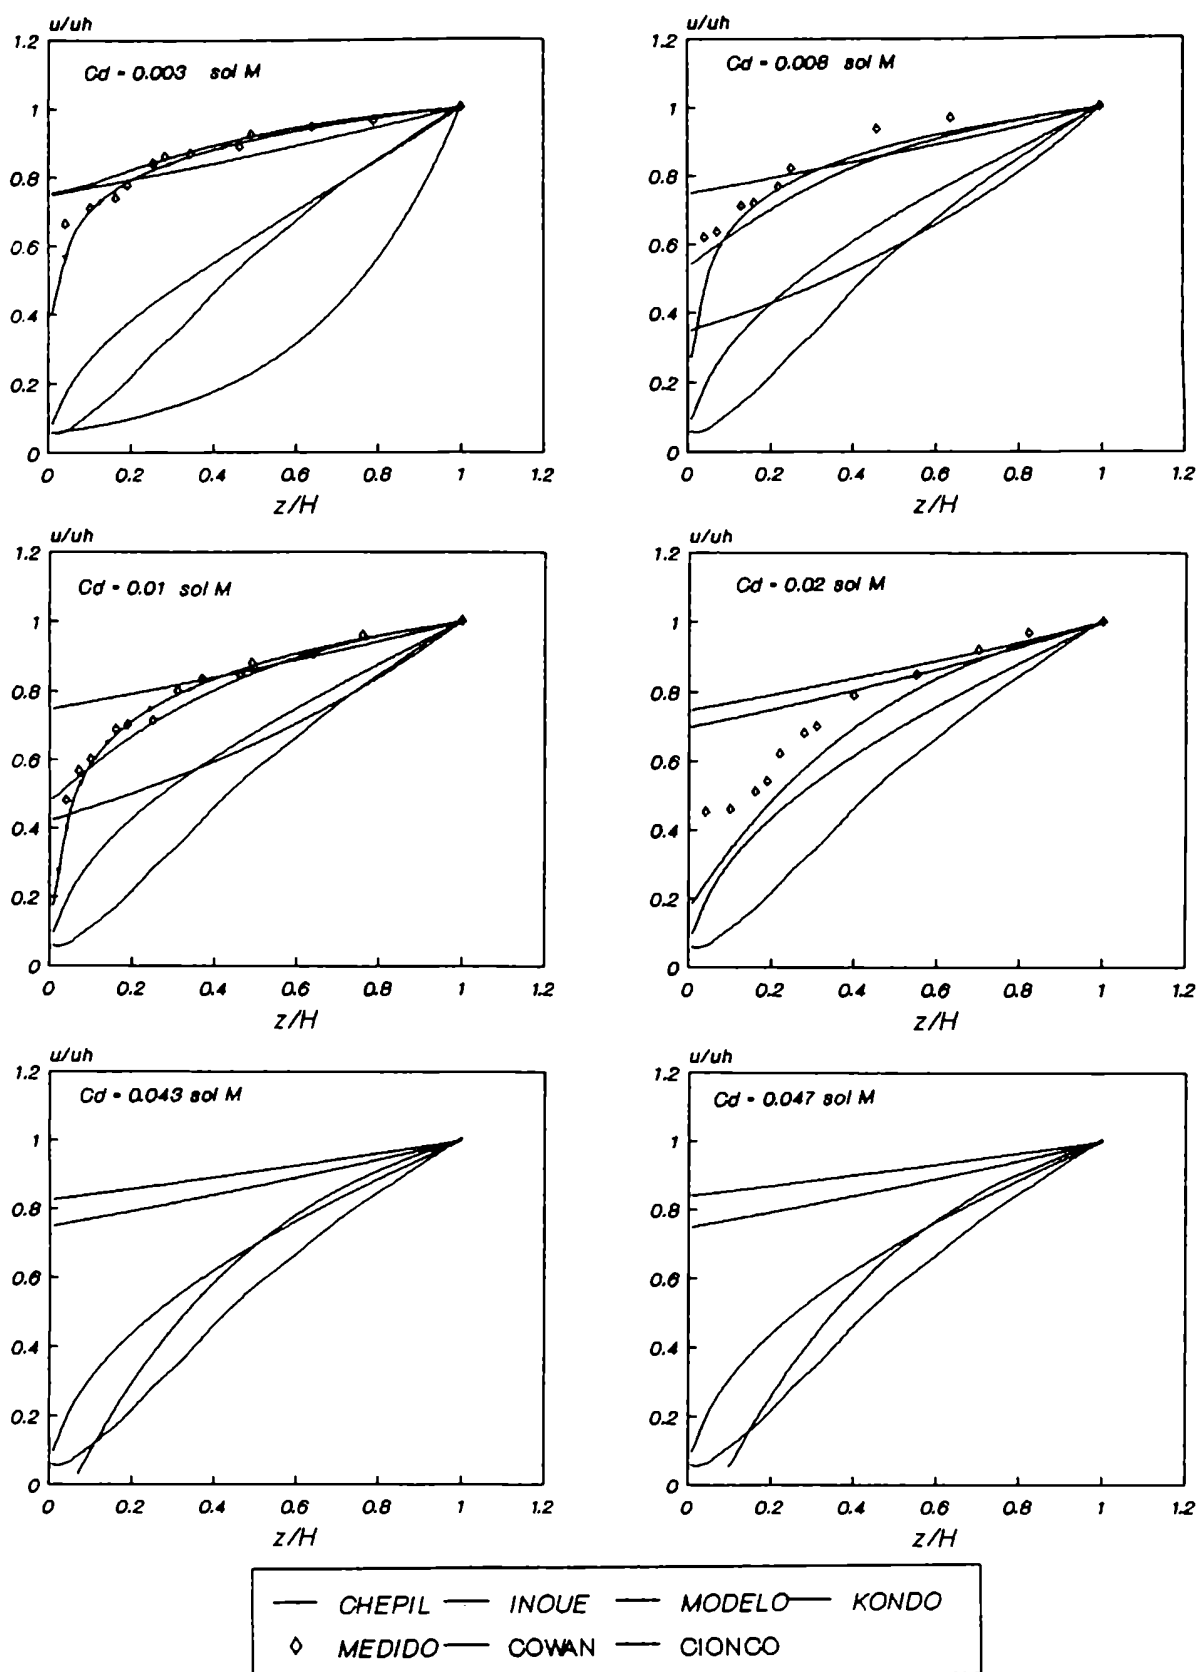 u/uh
1.2
Cd = 0.003 sol M
1
0.8
0.6
0.4
0.2
0
0 0.2 0.4 0.6 0.8 1 1.2
z/H
u/uh
1.2
Cd = 0.008 sol M
1
0.8
0.6
0.4
0.2
0
0 0.2 0.4 0.6 0.8 1 1.2
z/H
u/uh
1.2
Cd = 0.01 sol M
1
0.8
0.6
0.4
0.2
0
0 0.2 0.4 0.6 0.8 1 1.2
z/H
u/uh
1.2
Cd = 0.02 sol M
1
0.8
0.6
0.4
0.2
0
0 0.2 0.4 0.6 0.8 1 1.2
z/H
u/uh
1.2
Cd = 0.043 sol M
1
0.8
0.6
0.4
0.2
0
0 0.2 0.4 0.6 0.8 1 1.2
z/H
u/uh
1.2
Cd = 0.047 sol M
1
0.8
0.6
0.4
0.2
0
0 0.2 0.4 0.6 0.8 1 1.2
z/H
CHEPIL INOUE MODELO KONDO
MEDIDO COWAN CIONCO